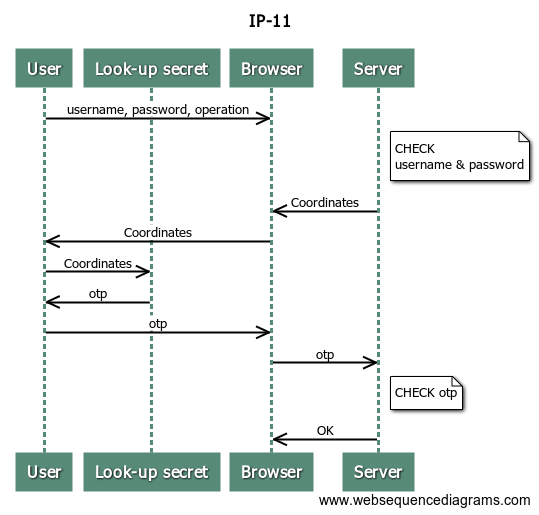 IP-11
User Look-up secret Browser Server
username, password, operation
CHECK
username & password
Coordinates
Coordinates
Coordinates
otp
otp
otp
CHECK otp
OK
User Look-up secret Browser Server
www.websequencediagrams.com